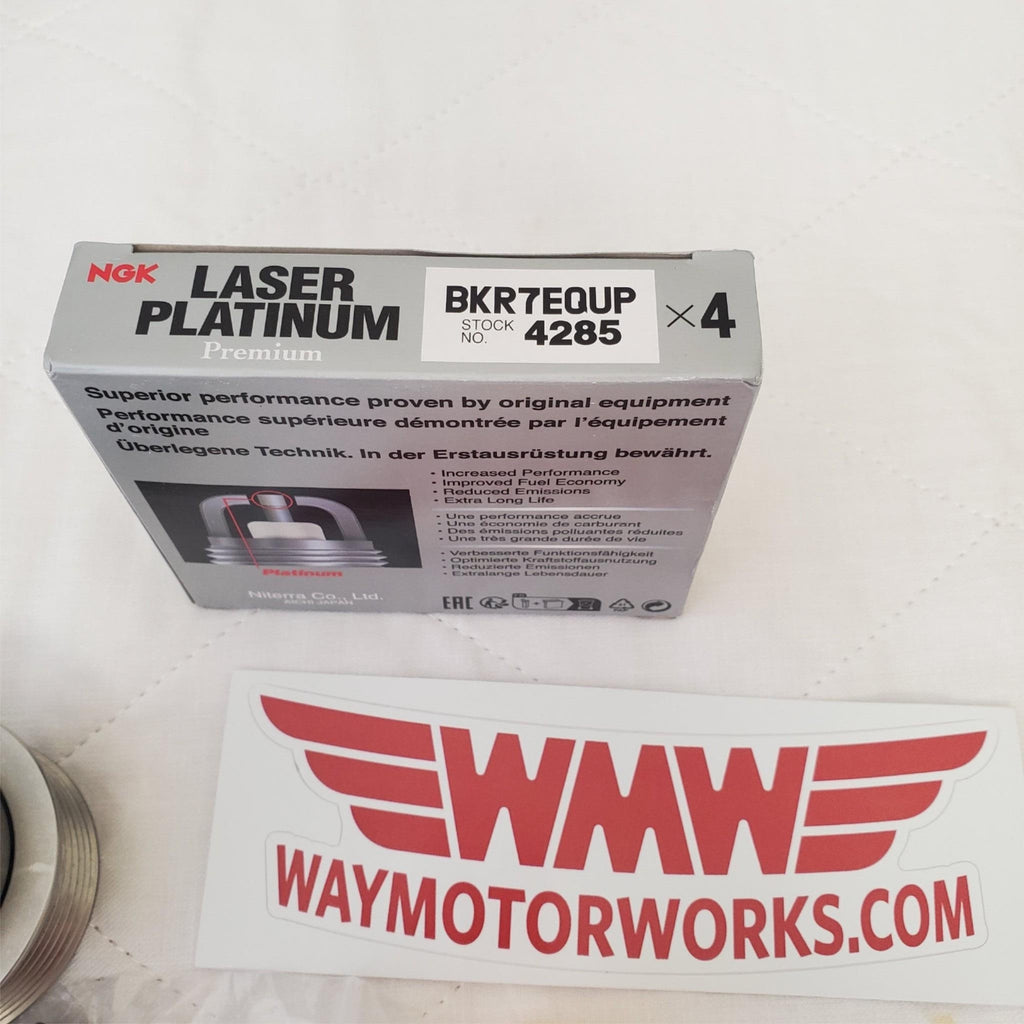 NGK
LASER
PLATINUM
Premium
BKR7EQUP
STOCK
NO. 4285
×4
Superior performance proven by original equipment
Performance supérieure démontrée par l'équipement
d'origine
Überlegene Technik. In der Erstausrüstung bewährt.
• Increased Performance
• Improved Fuel Economy
• Reduced Emissions
• Extra Long Life
• Une performance accrue
• Une économie de carburant
• Des émissions polluantes réduites
• Une très grande durée de vie
• Verbesserte Funktionsfähigkeit
• Optimierte Kraftstoffausnutzung
• Reduzierte Emissionen
• Extralange Lebensdauer
Platinum
Niterra Co., Ltd.
AICHI JAPAN
EAC
WMW
WAYMOTORWORKS.COM